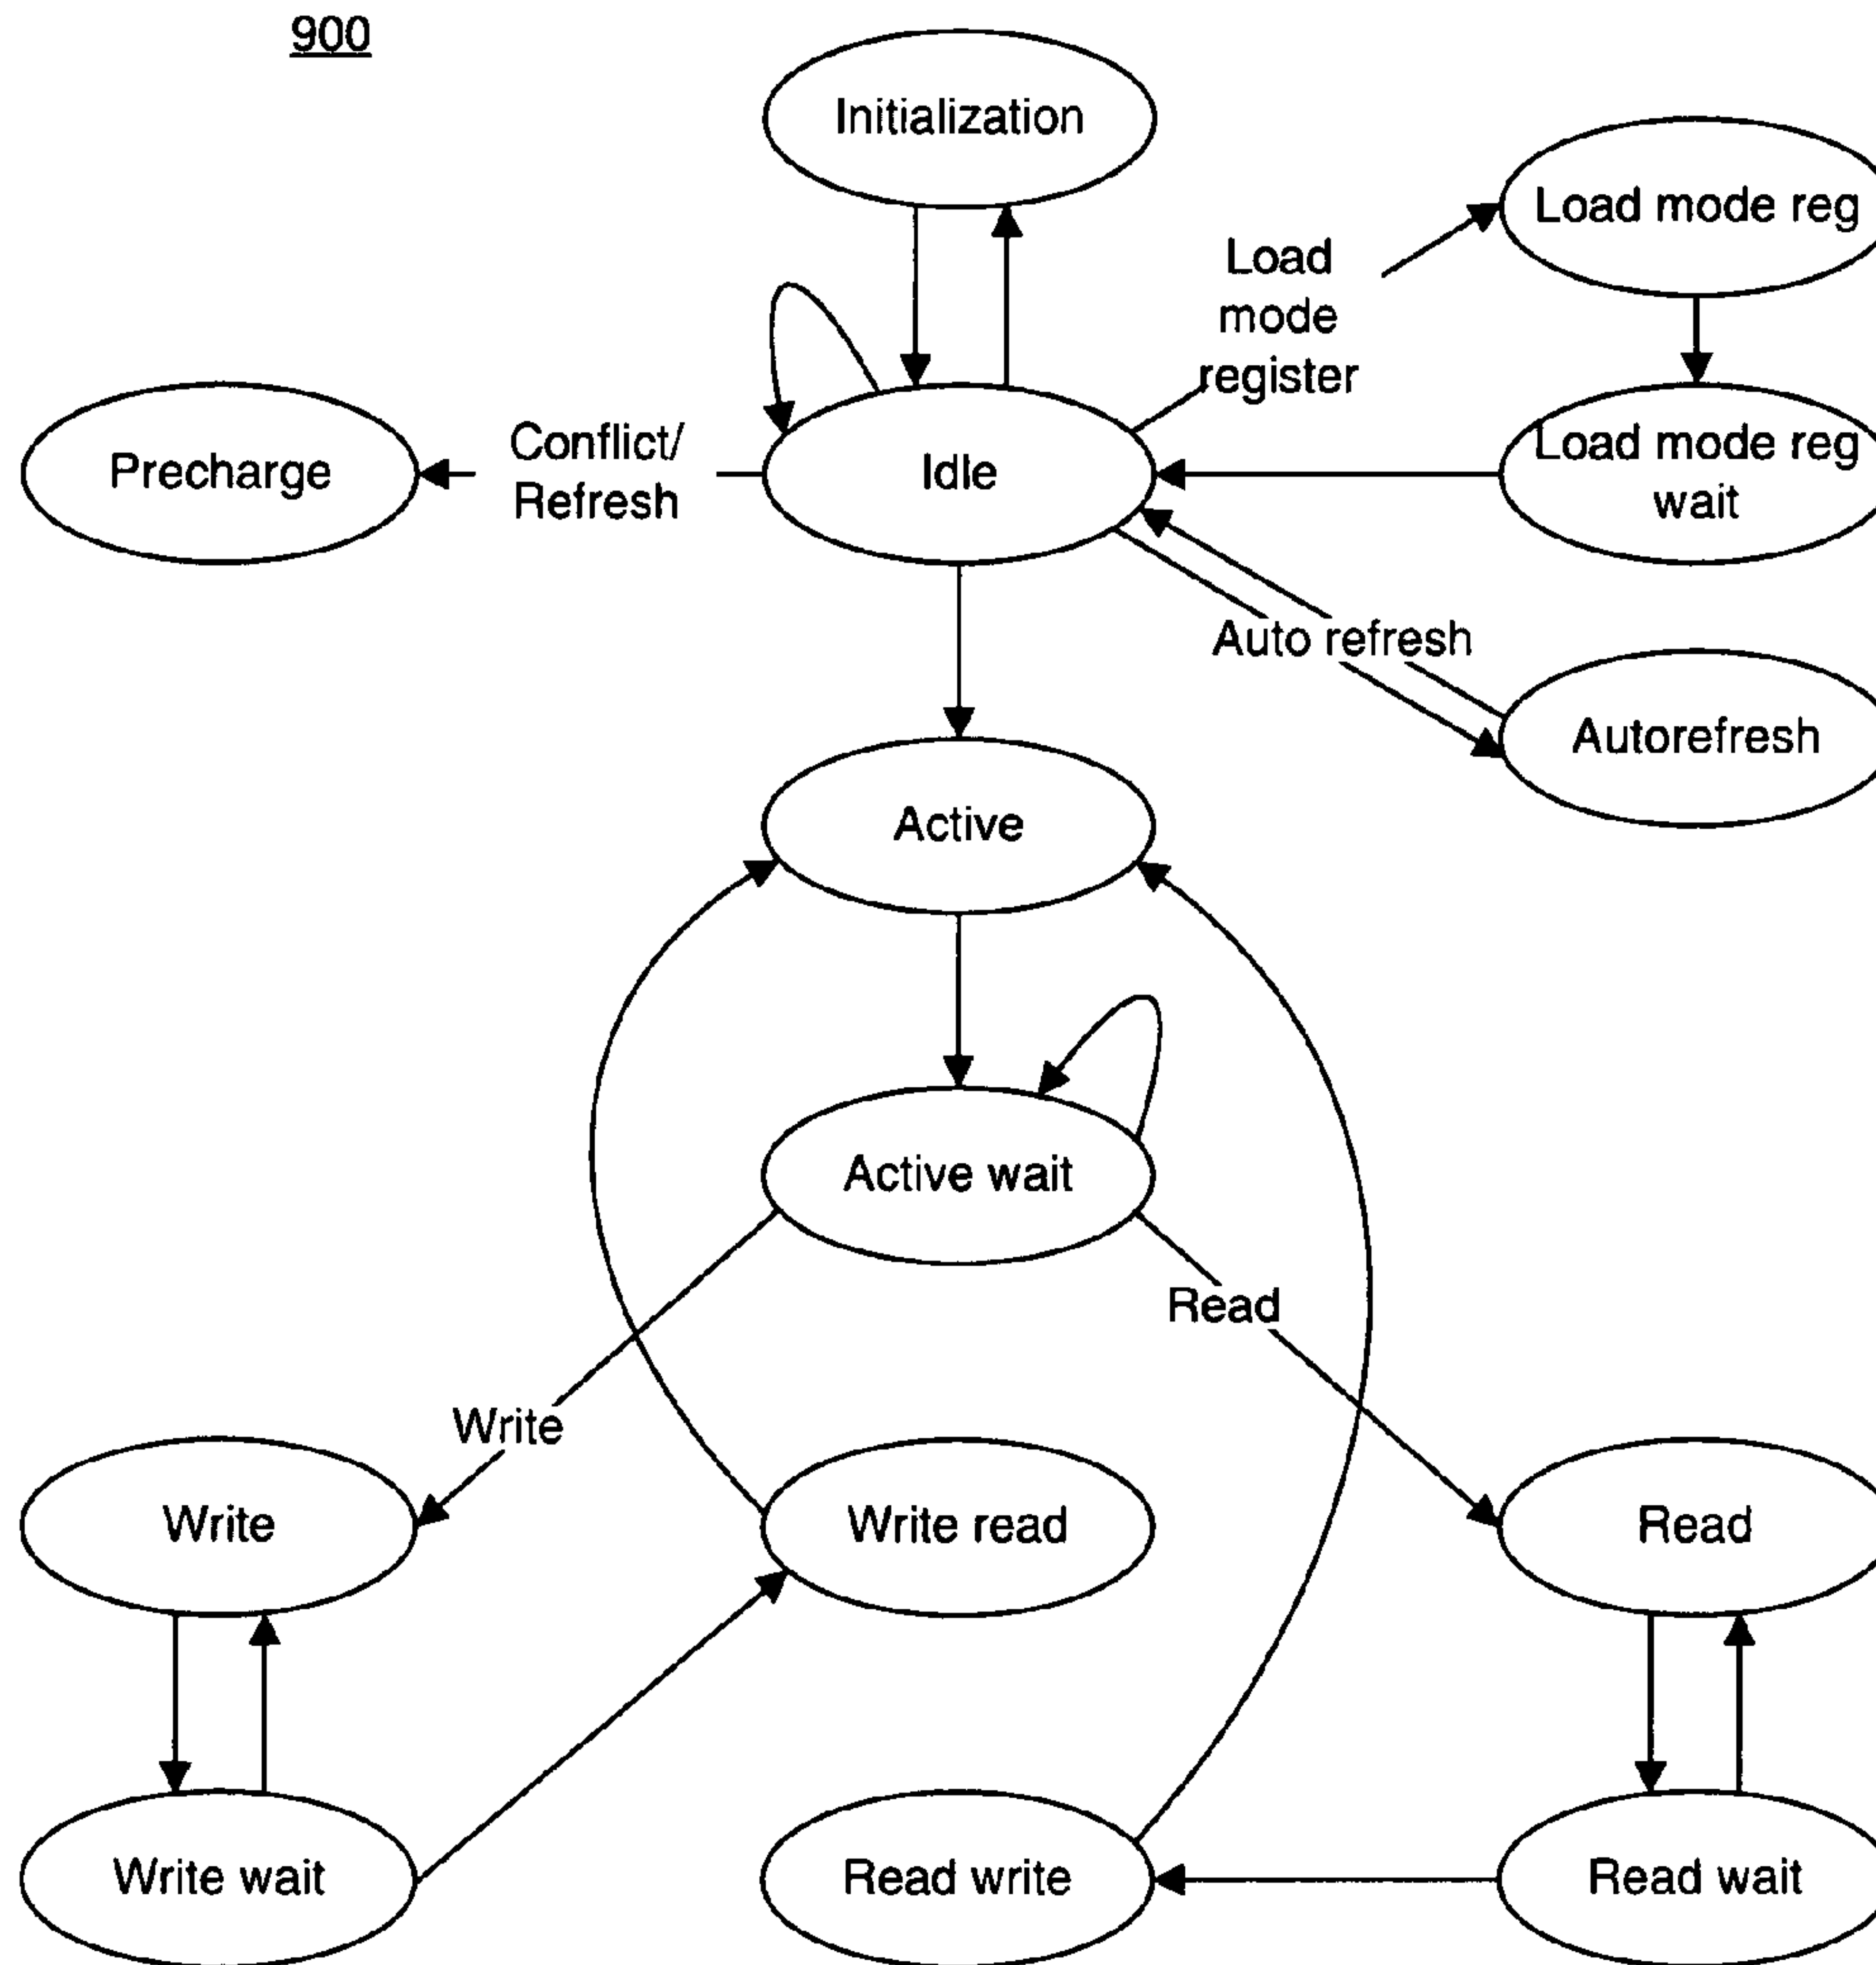 900
Initialization
Load mode reg
Load
mode
register
Precharge
Conflict/
Refresh
Idle
Load mode reg
wait
Auto refresh
Autorefresh
Active
Active wait
Read
Write
Write
Write read
Read
Write wait
Read write
Read wait